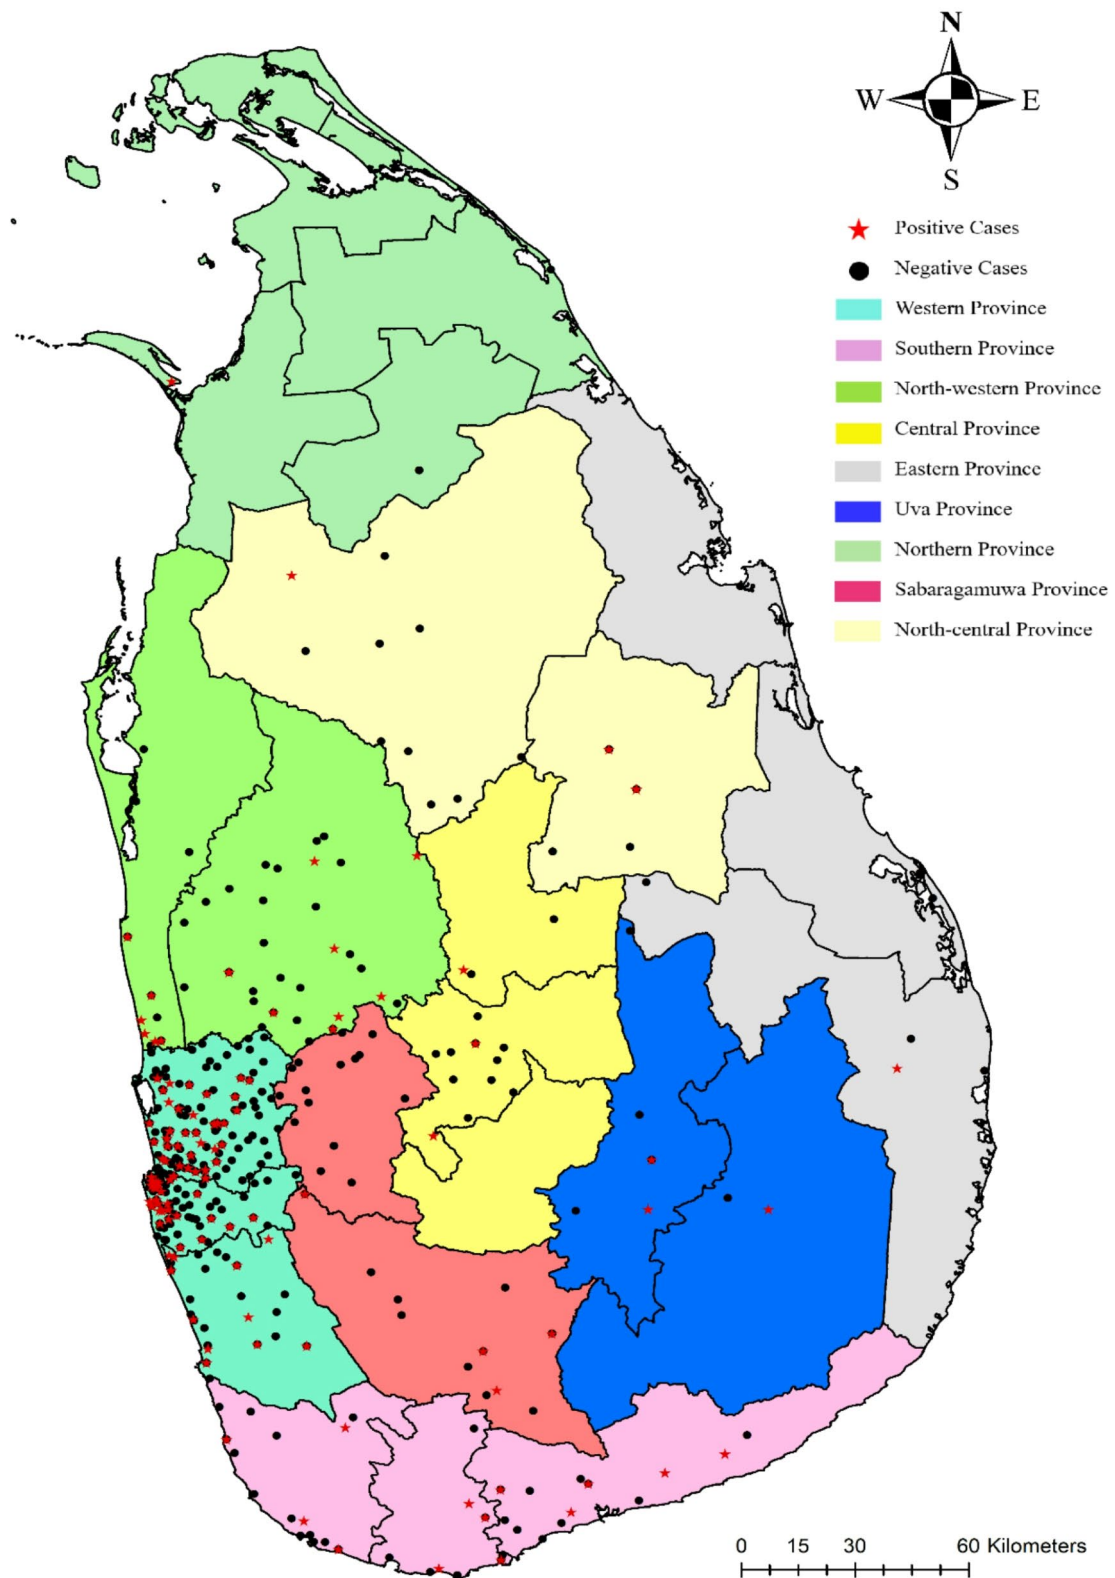 N
W E
S
Positive Cases
Negative Cases
Western Province
Southern Province
North-western Province
Central Province
Eastern Province
Uva Province
Northern Province
Sabaragamuwa Province
North-central Province
0 15 30 60 Kilometers